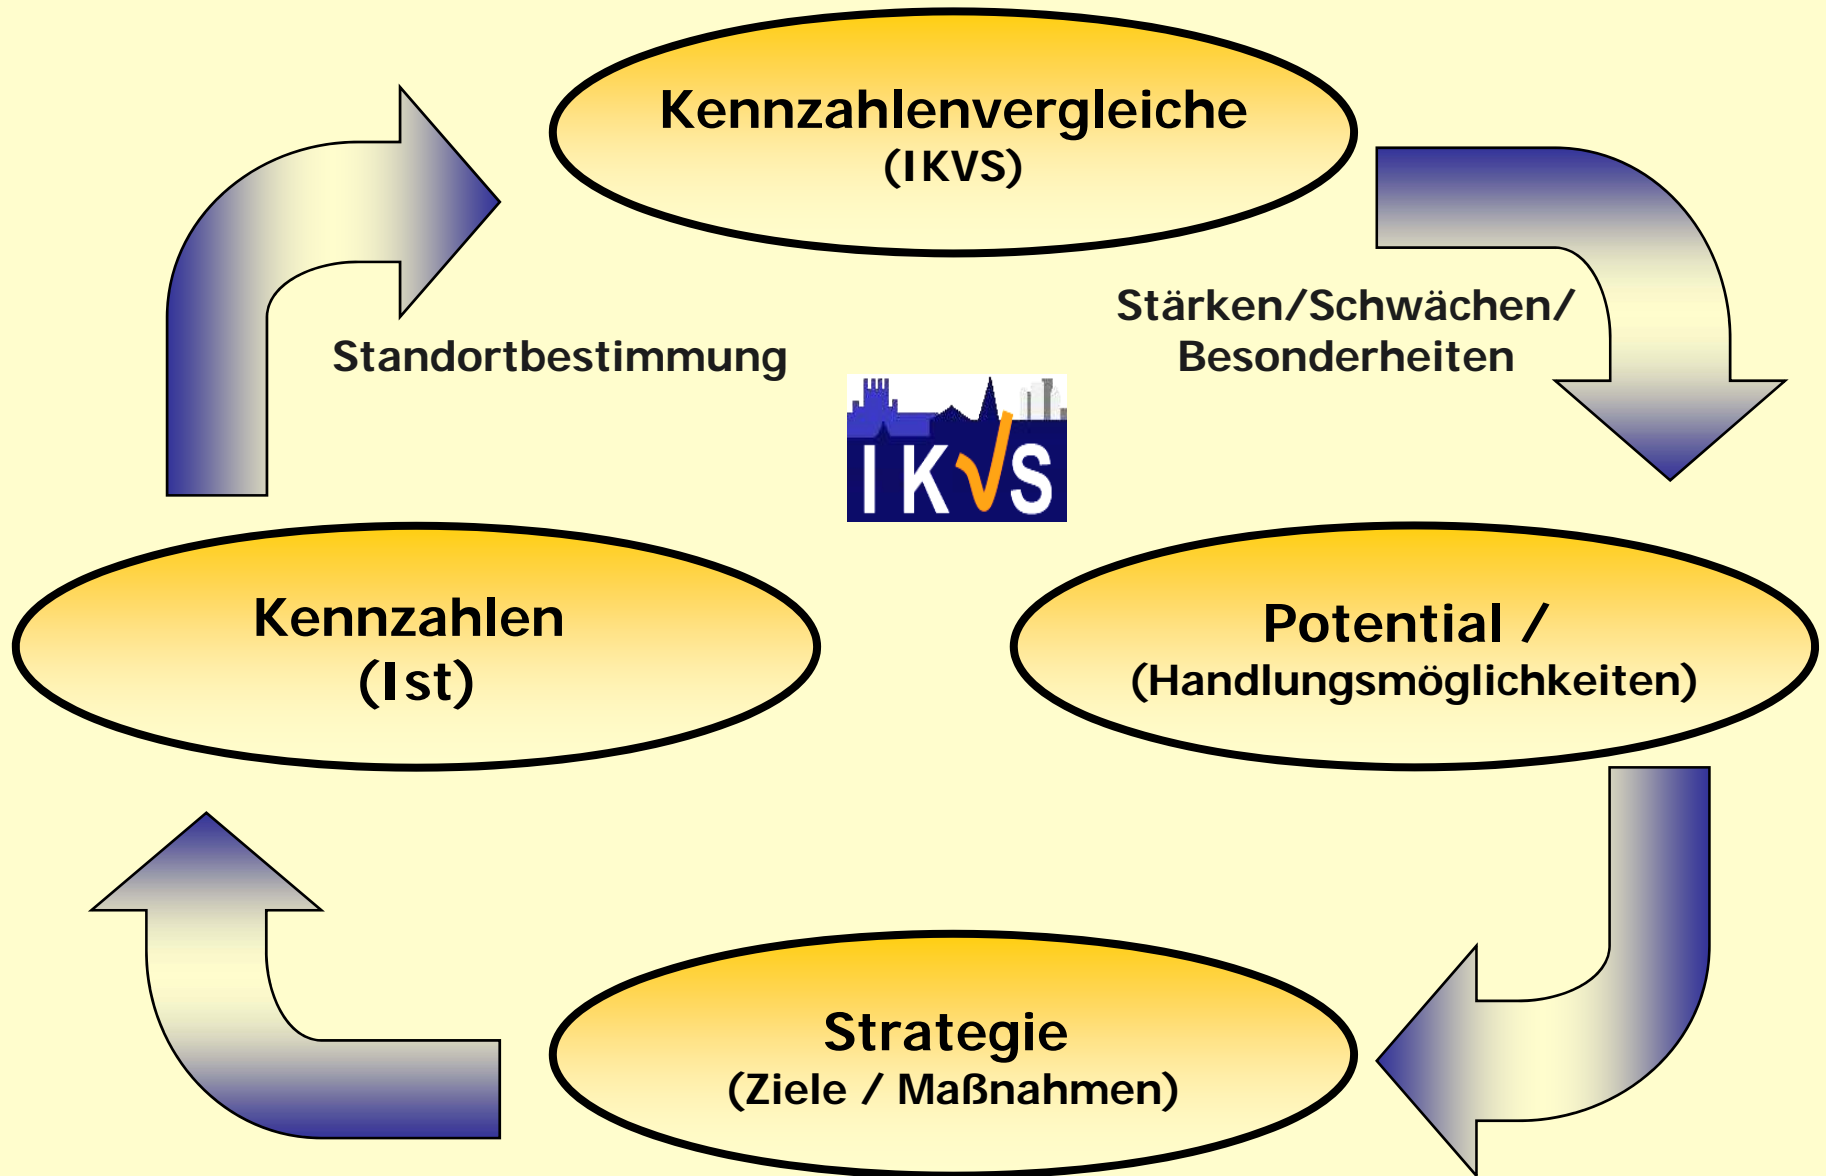 Kennzahlenvergleiche
(IKVS)
Stärken/Schwächen/
Besonderheiten
Standortbestimmung
IKVS
Kennzahlen
(Ist)
Potential /
(Handlungsmöglichkeiten)
Strategie
(Ziele / Maßnahmen)